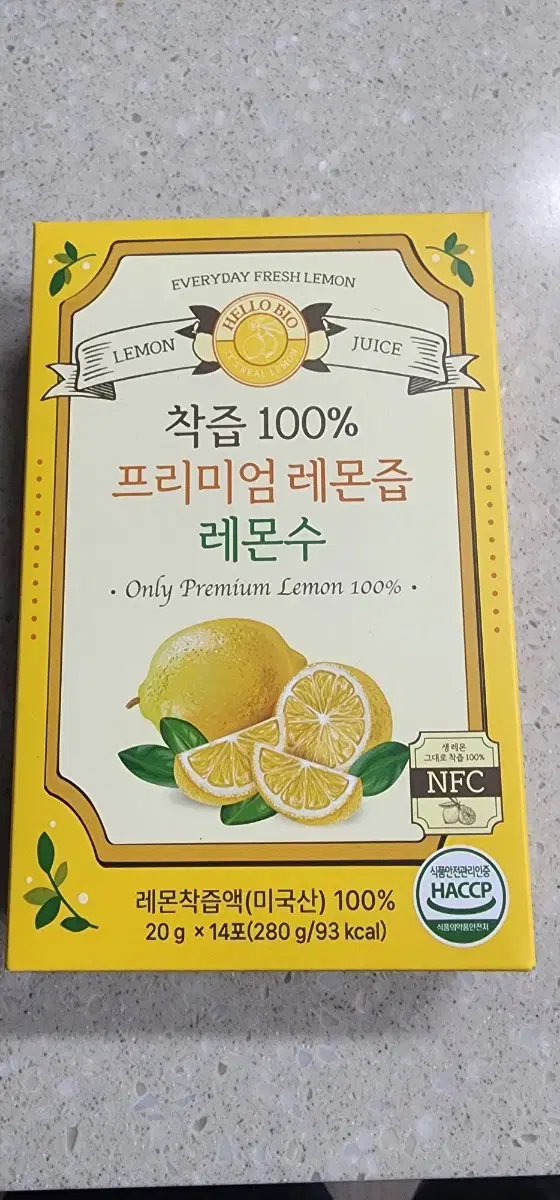 EVERYDAY FRESH LEMON
HELLO BIO
LEMON
JUICE
IT'S REAL LEMON
착즙 100%
프리미엄 레몬즙
레몬수
· Only Premium Lemon 100% ·
생 레몬
그대로 착즙 100%
NFC
식품안전관리인증
HACCP
식품의약품안전처
레몬착즙액(미국산) 100%
20 g × 14포(280 g/93 kcal)